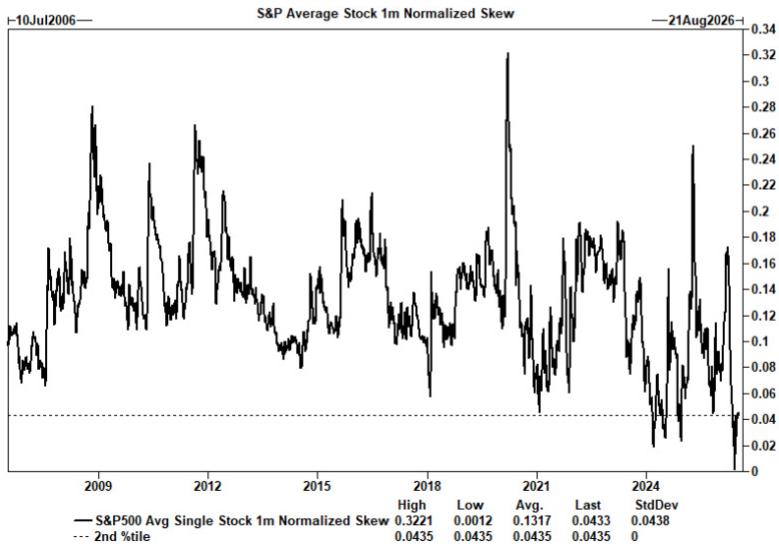 S&P Average Stock 1m Normalized Skew
10Jul2006
21Aug2026
0.34
0.32
0.3
0.28
0.26
0.24
0.22
0.2
0.18
0.16
0.14
0.12
0.1
0.08
0.06
0.04
0.02
0
2009 2012 2015 2018 2021 2024
High Low Avg. Last StdDev
S&P500 Avg Single Stock 1m Normalized Skew 0.3221 0.0012 0.1317 0.0433 0.0438
2nd %tile 0.0435 0.0435 0.0435 0.0435 0